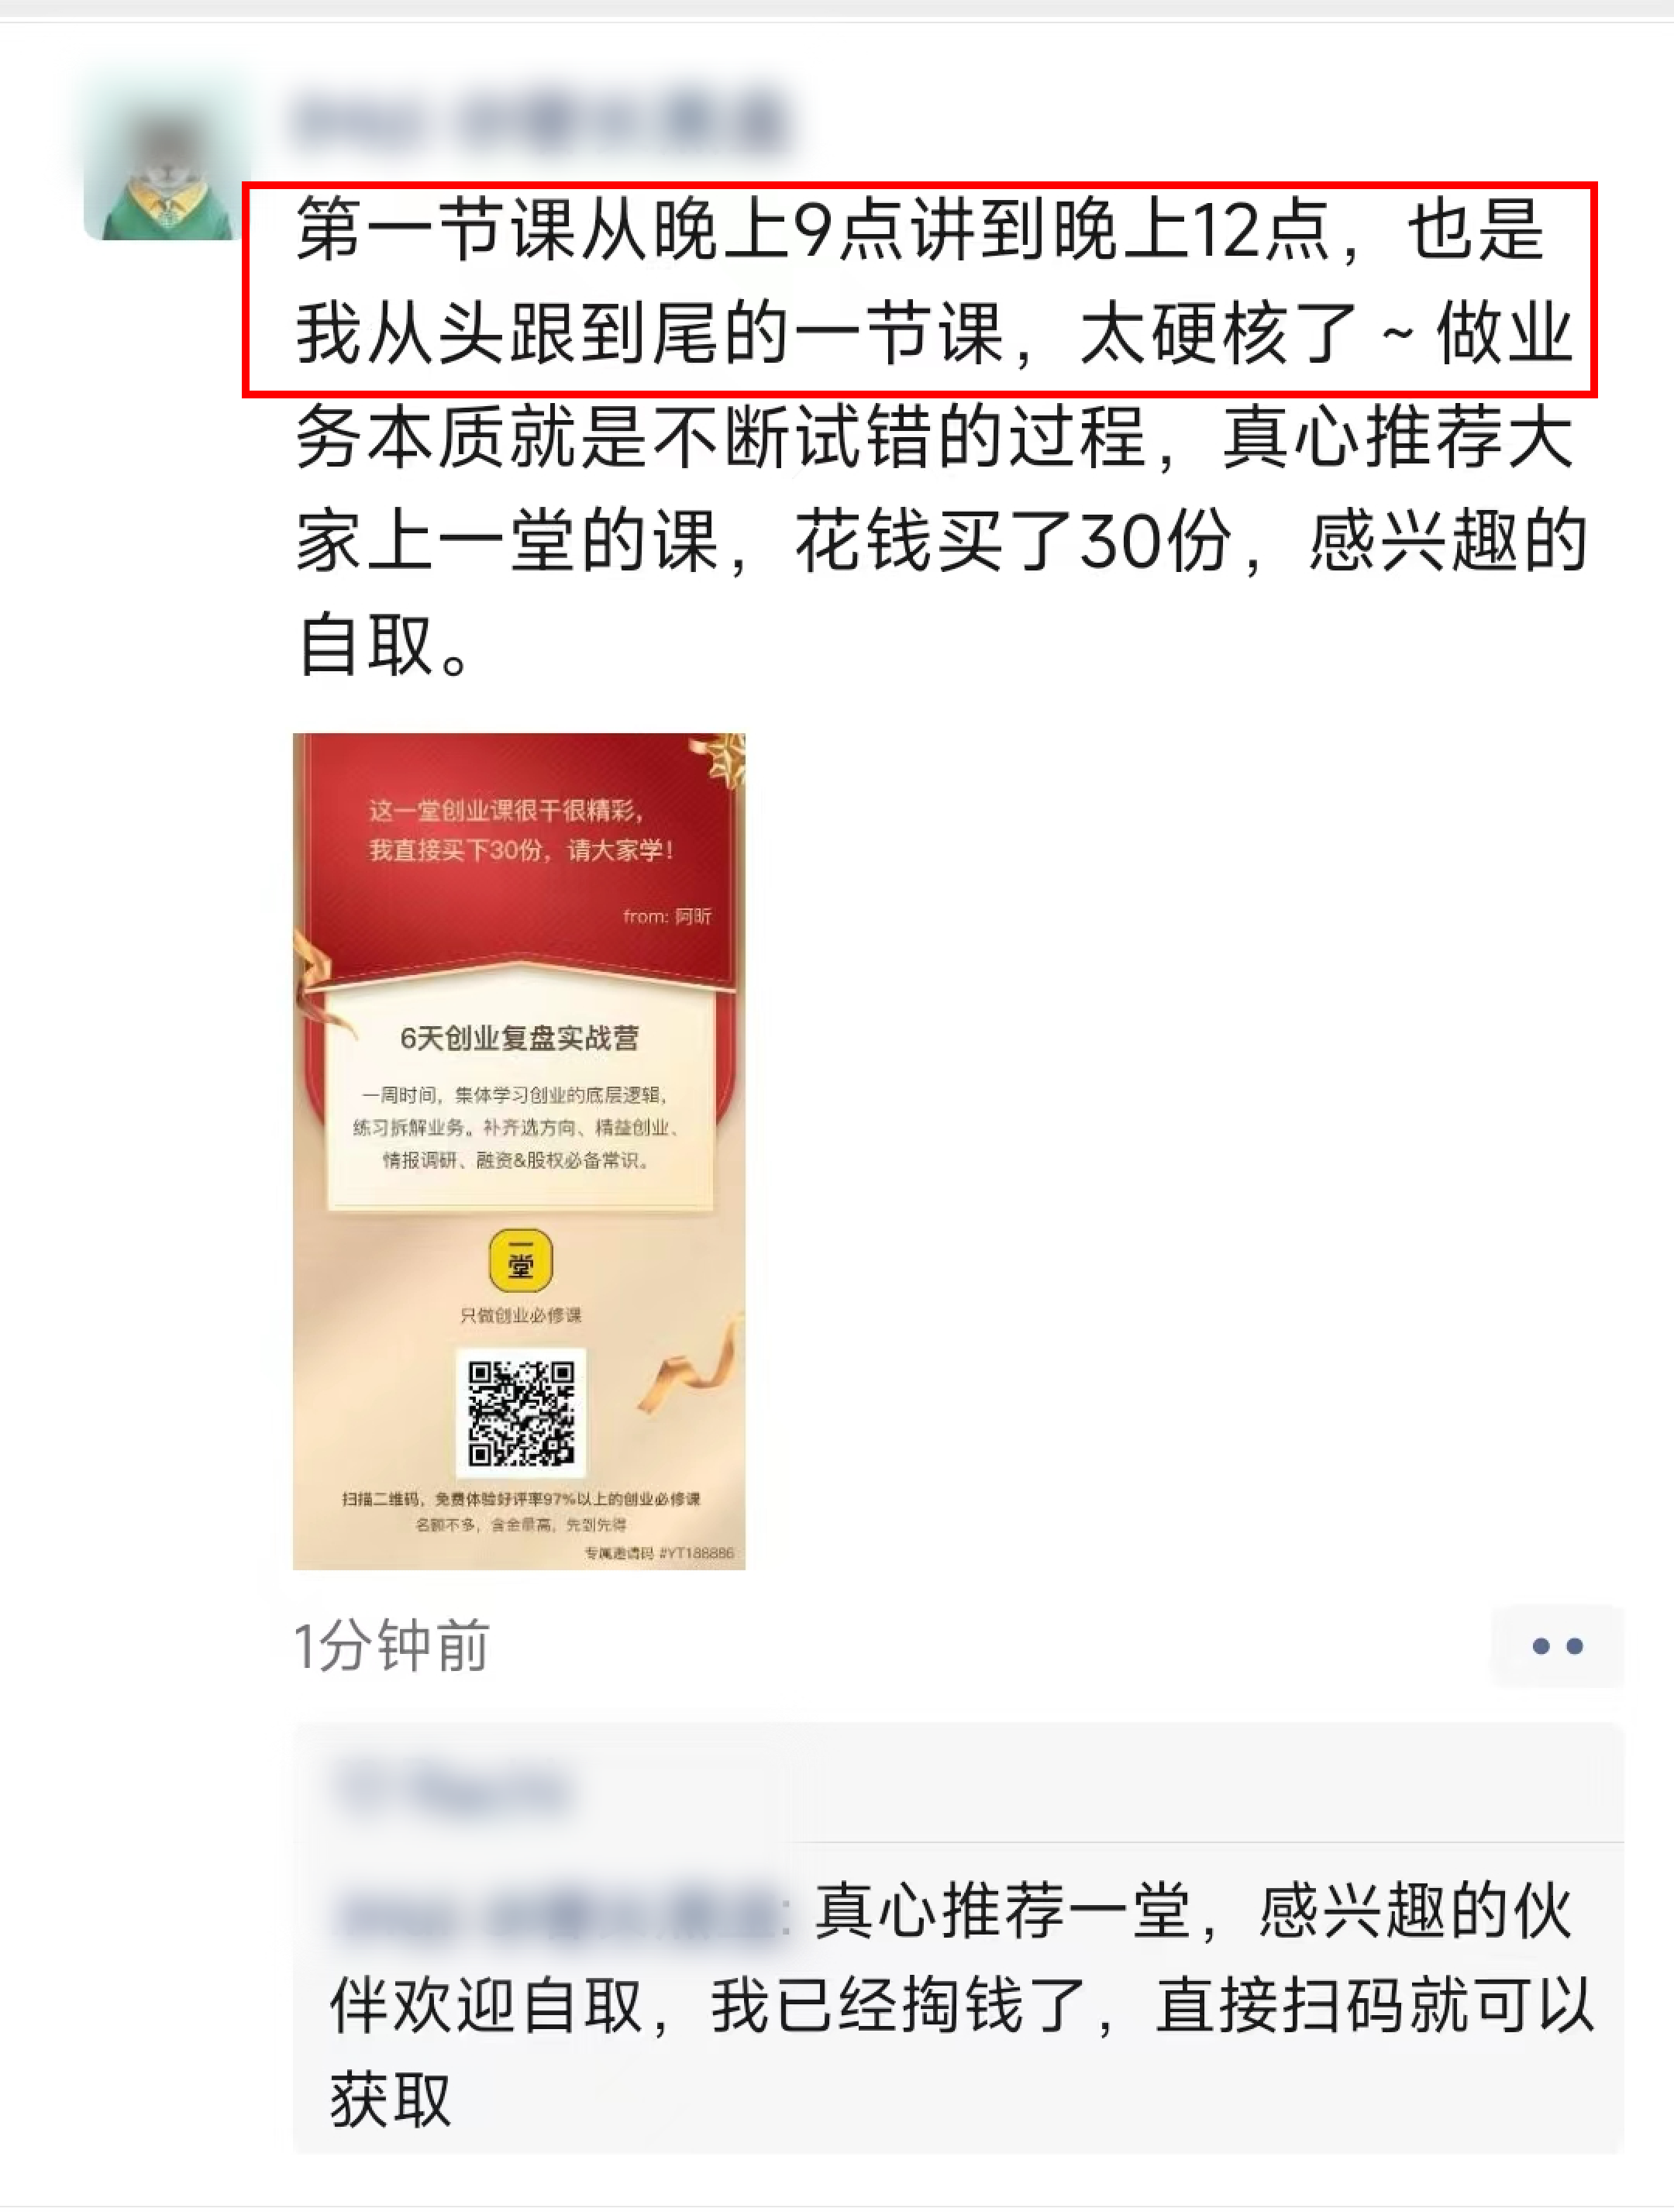 第一节课从晚上9点讲到晚上12点，也是
我从头跟到尾的一节课，太硬核了~做业
务本质就是不断试错的过程，真心推荐大
家上一堂的课，花钱买了30份，感兴趣的
自取。
这一堂创业课很干很精彩，
我直接买下30份，请大家学！
from: 阿昕
6天创业复盘实战营
一周时间，集体学习创业的底层逻辑，
练习拆解业务。补齐选方向、精益创业、
情报调研、融资&股权必备常识。
一
堂
只做创业必修课
扫描二维码，免费体验好评率97%以上的创业必修课
名额不多，含金量高，先到先得
专属邀请码 #YT188886
1分钟前
: 真心推荐一堂，感兴趣的伙
伴欢迎自取，我已经掏钱了，直接扫码就可以
获取